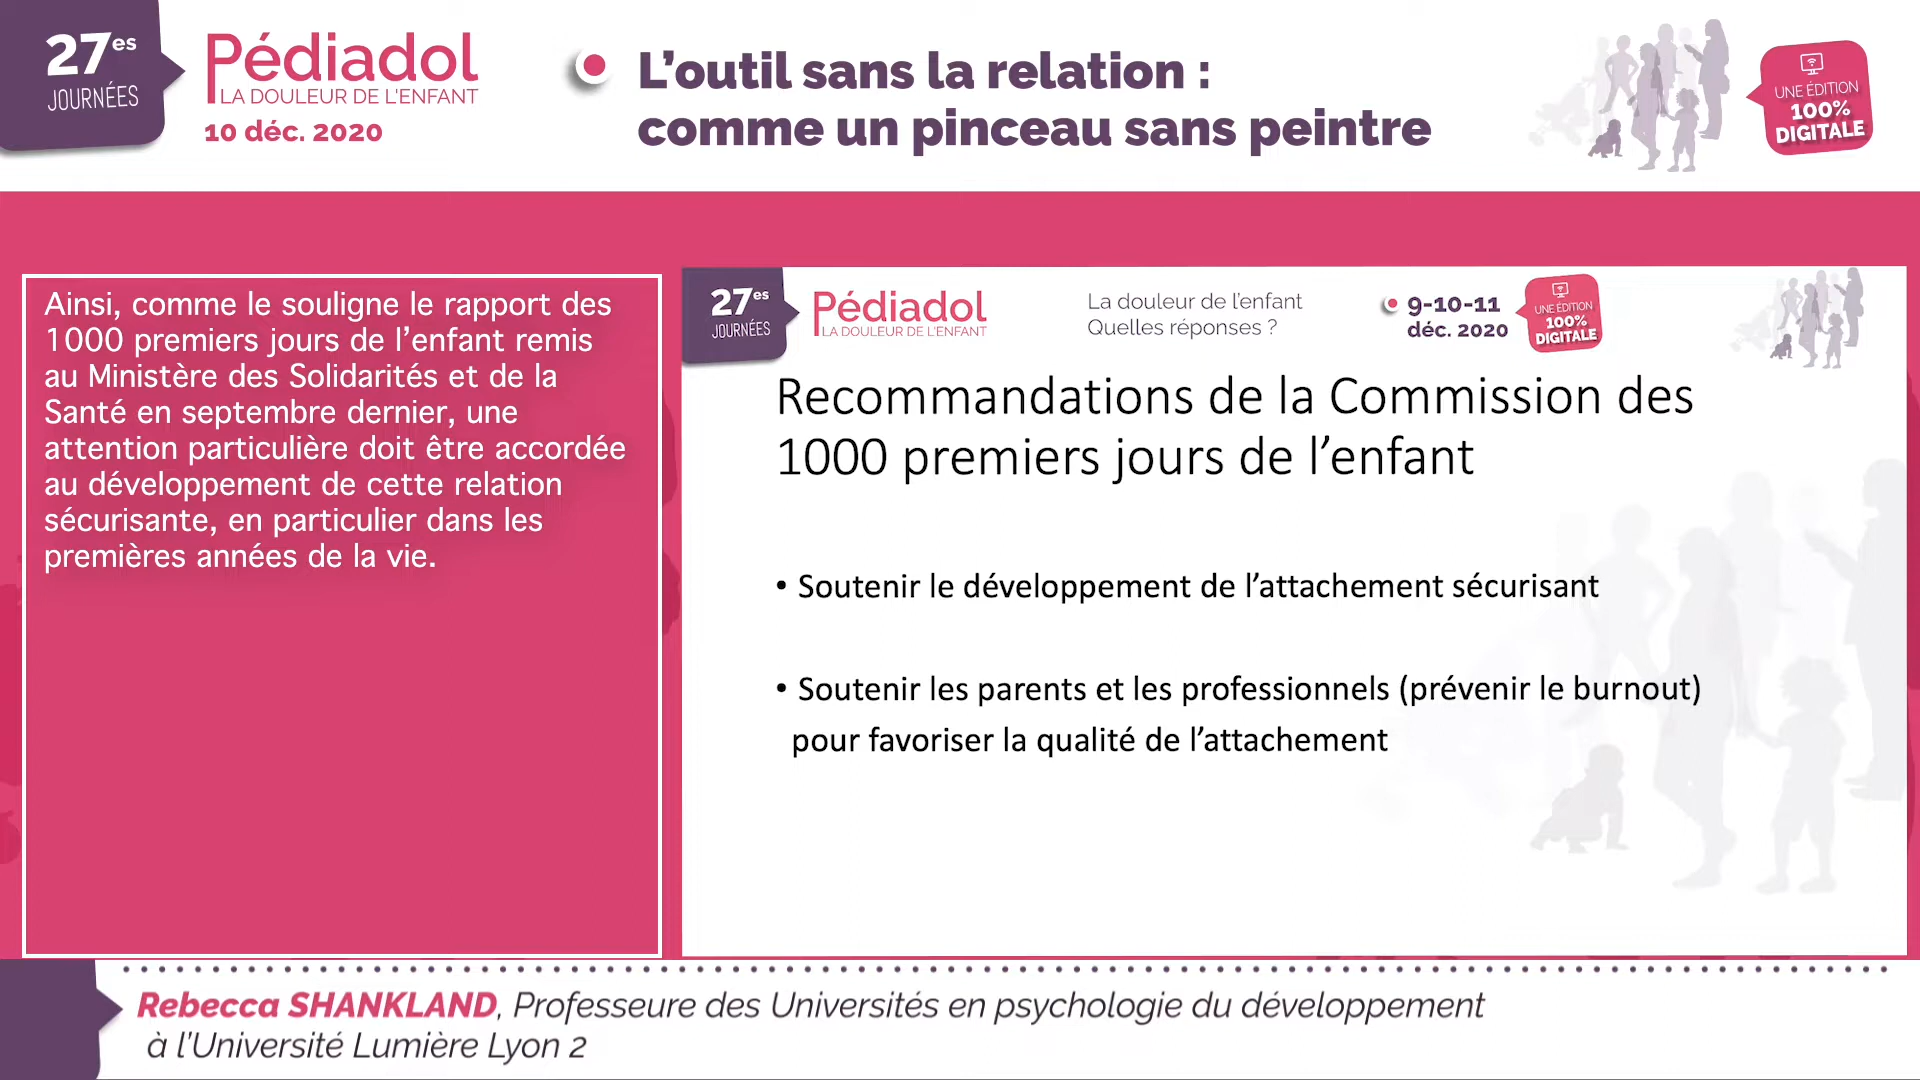 27es
JOURNÉES
Pédiadol
LA DOULEUR DE L'ENFANT
10 déc. 2020
L'outil sans la relation :
comme un pinceau sans peintre
UNE ÉDITION
100%
DIGITALE
Ainsi, comme le souligne le rapport des
1000 premiers jours de l'enfant remis
au Ministère des Solidarités et de la
Santé en septembre dernier, une
attention particulière doit être accordée
au développement de cette relation
sécurisante, en particulier dans les
premières années de la vie.
27es
JOURNÉES
Pédiadol
LA DOULEUR DE L'ENFANT
La douleur de l'enfant
Quelles réponses ?
9-10-11
déc. 2020
UNE ÉDITION
100%
DIGITALE
Recommandations de la Commission des
1000 premiers jours de l'enfant
• Soutenir le développement de l'attachement sécurisant
• Soutenir les parents et les professionnels (prévenir le burnout)
pour favoriser la qualité de l'attachement
Rebecca SHANKLAND, Professeure des Universités en psychologie du développement
à l'Université Lumière Lyon 2